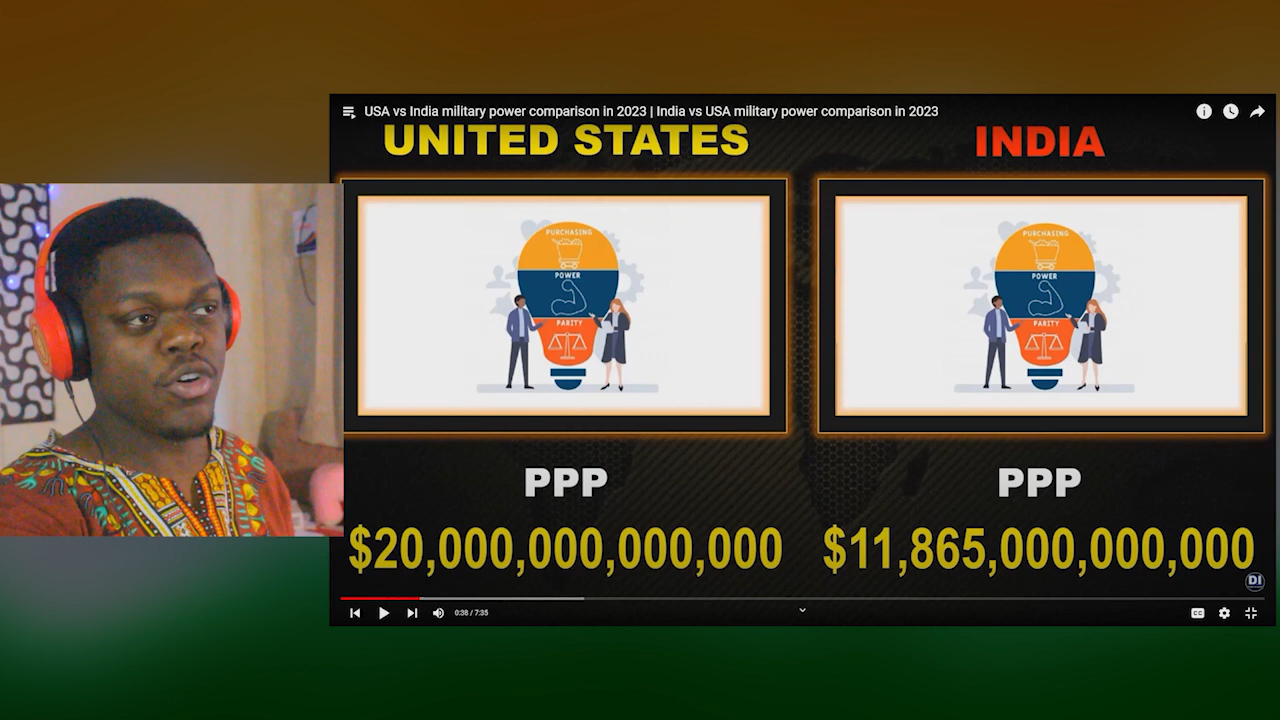 USA vs India military power comparison in 2023 | India vs USA military power comparison in 2023
UNITED STATES
INDIA
PURCHASING
POWER
PARITY
PURCHASING
POWER
PARITY
PPP
PPP
$20,000,000,000,000
$11,865,000,000,000
DI
0:38 / 7:35
CC